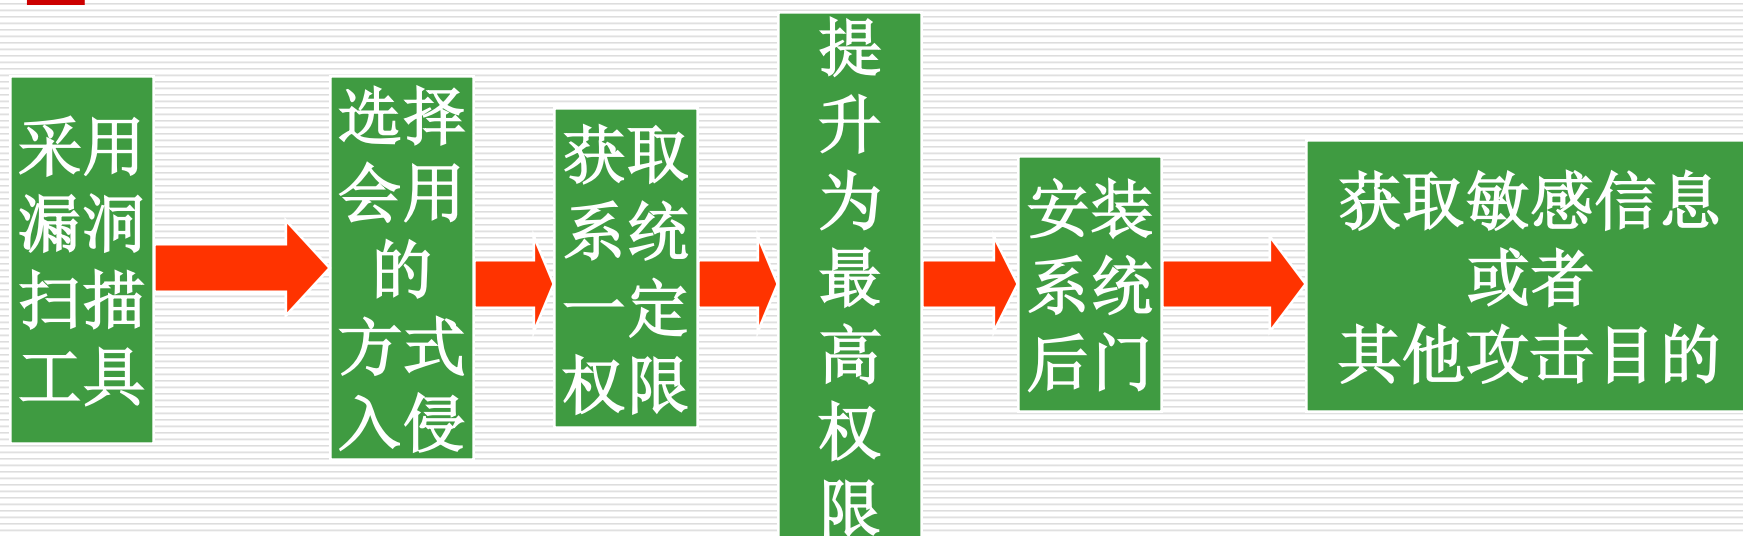 采用
漏洞
扫描
工具
选择
会用
的
方式
入侵
获取
系统
一定
权限
提
升
为
最
高
权
限
安装
系统
后门
获取敏感信息
或者
其他攻击目的